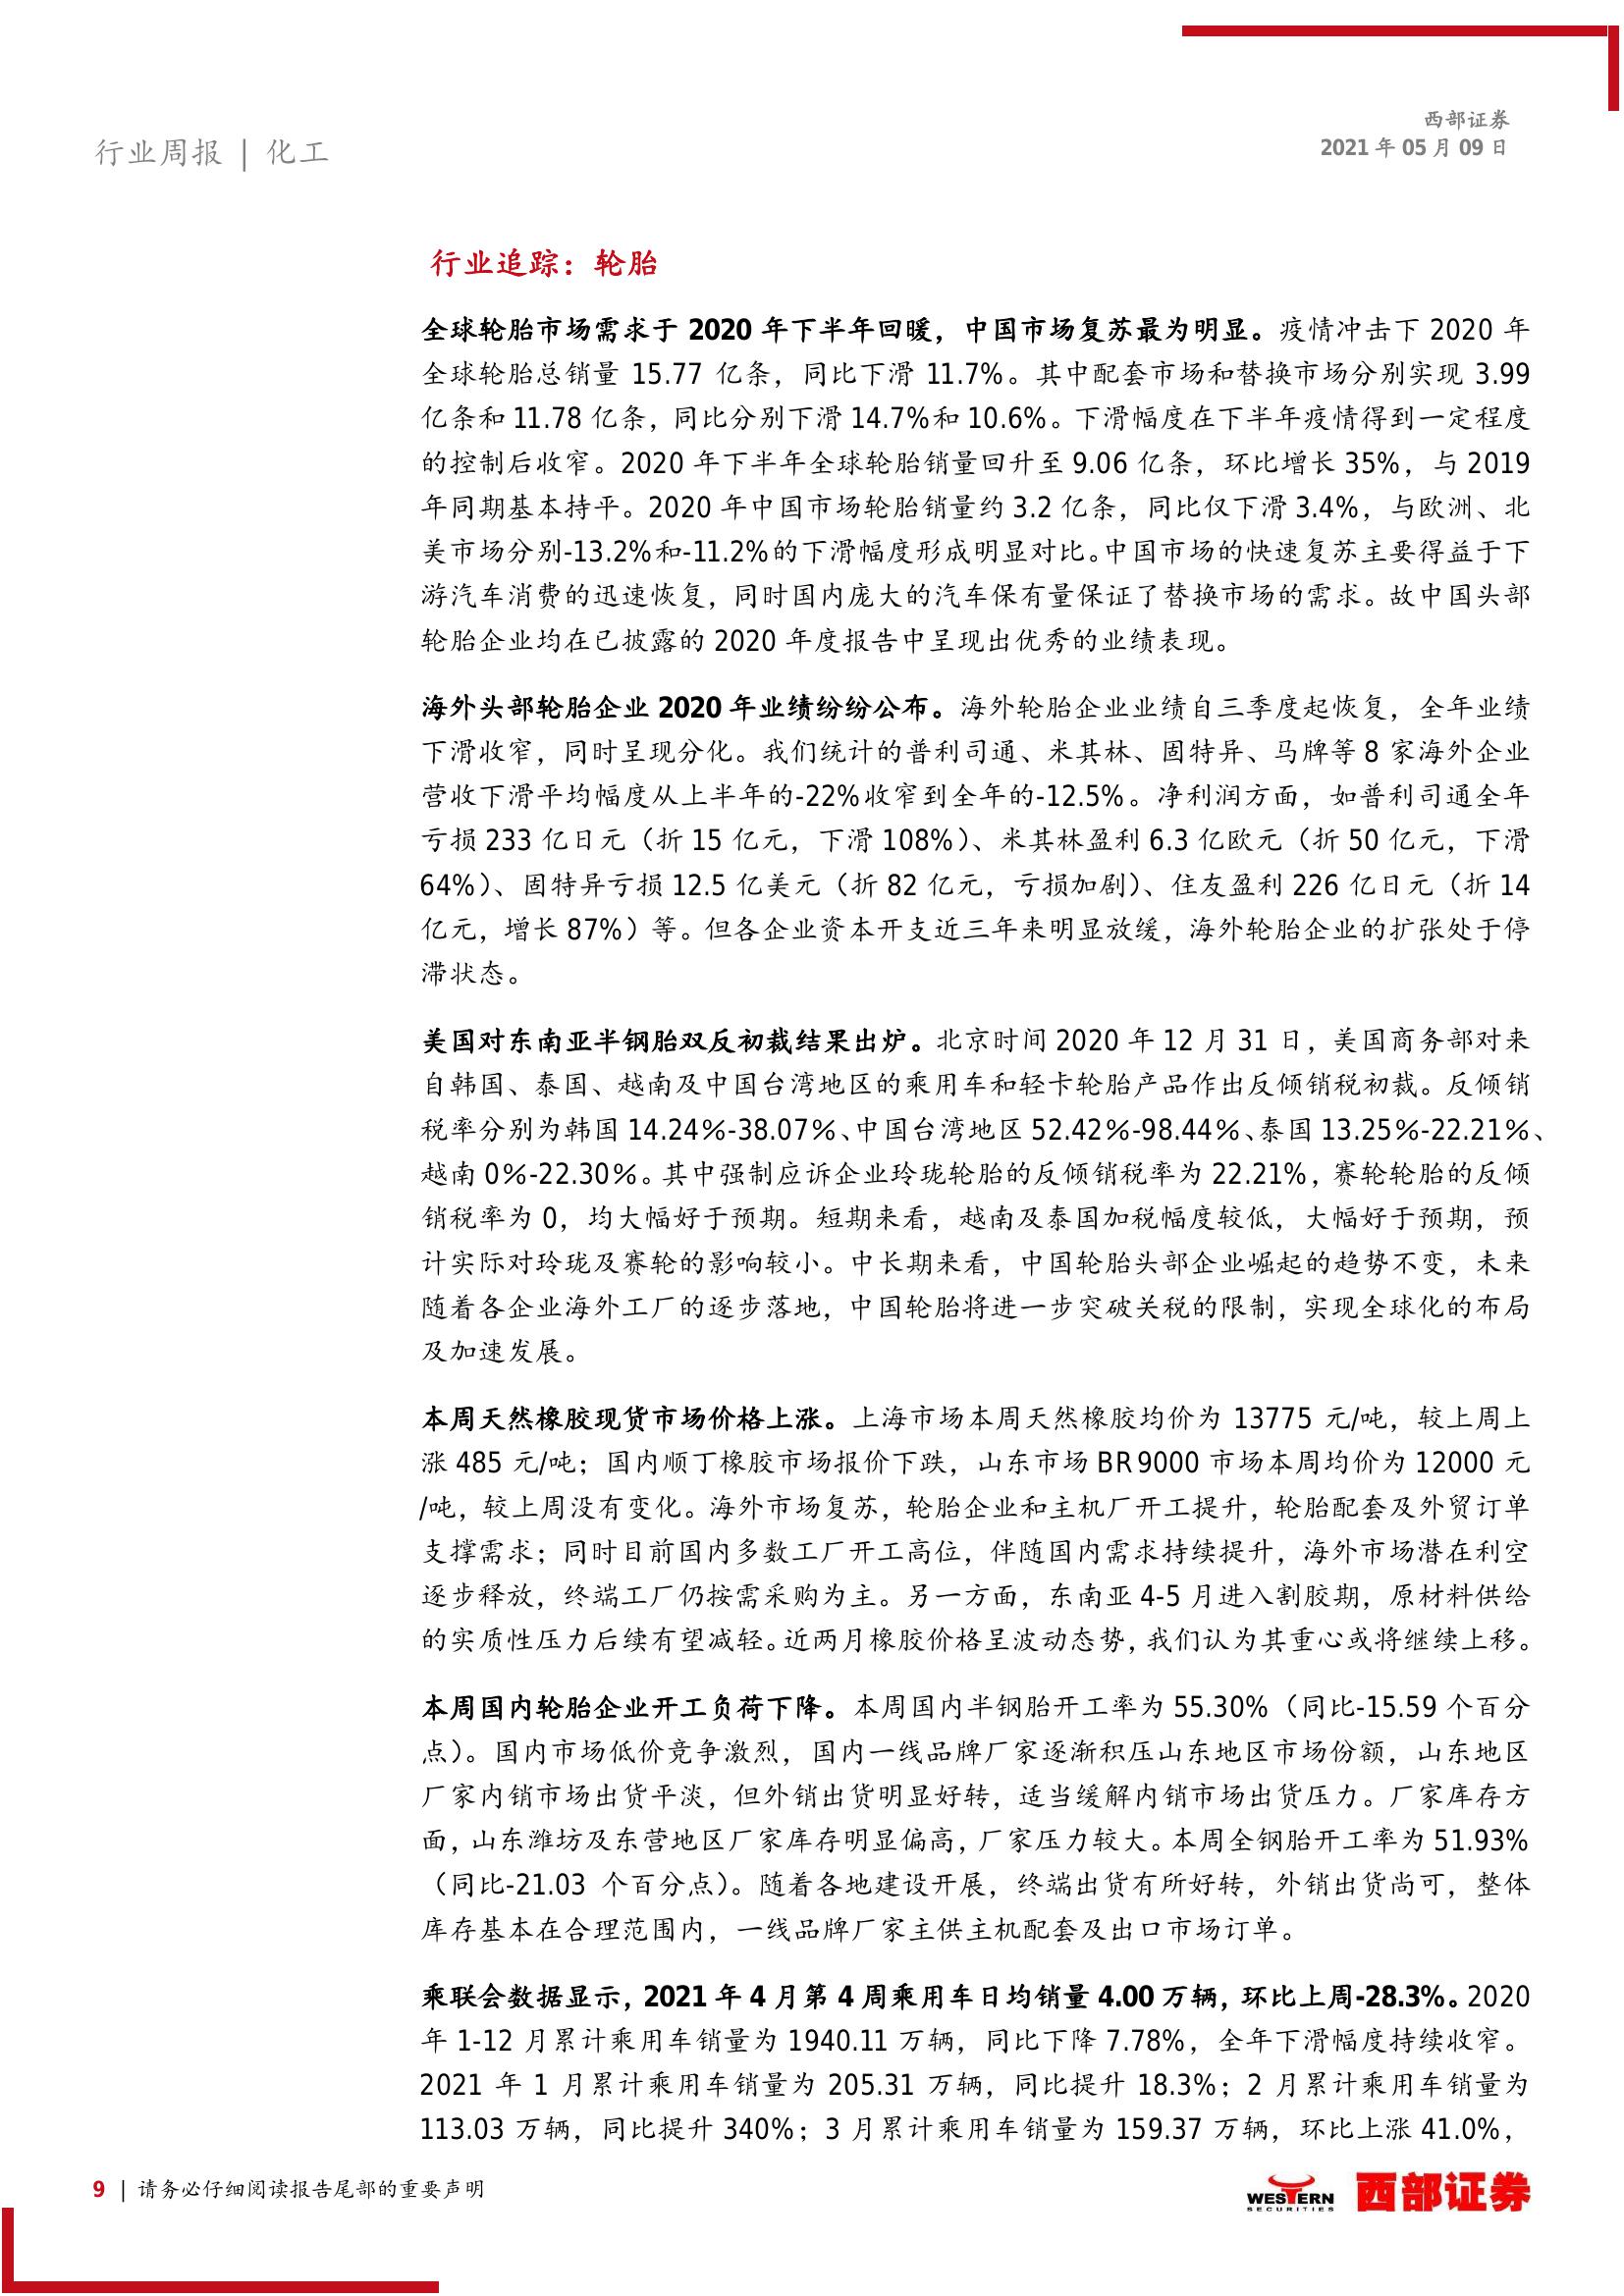 西部证券
2021 年 05 月 09 日
行业周报 | 化工
行业追踪：轮胎
全球轮胎市场需求于 2020 年下半年回暖，中国市场复苏最为明显。疫情冲击下 2020 年
全球轮胎总销量 15.77 亿条，同比下滑 11.7%。其中配套市场和替换市场分别实现 3.99
亿条和 11.78 亿条，同比分别下滑 14.7%和 10.6%。下滑幅度在下半年疫情得到一定程度
的控制后收窄。2020 年下半年全球轮胎销量回升至 9.06 亿条，环比增长 35%，与 2019
年同期基本持平。2020 年中国市场轮胎销量约 3.2 亿条，同比仅下滑 3.4%，与欧洲、北
美市场分别-13.2%和-11.2%的下滑幅度形成明显对比。中国市场的快速复苏主要得益于下
游汽车消费的迅速恢复，同时国内庞大的汽车保有量保证了替换市场的需求。故中国头部
轮胎企业均在已披露的 2020 年度报告中呈现出优秀的业绩表现。
海外头部轮胎企业 2020 年业绩纷纷公布。海外轮胎企业业绩自三季度起恢复，全年业绩
下滑收窄，同时呈现分化。我们统计的普利司通、米其林、固特异、马牌等 8 家海外企业
营收下滑平均幅度从上半年的-22%收窄到全年的-12.5%。净利润方面，如普利司通全年
亏损 233 亿日元（折 15 亿元，下滑 108%）、米其林盈利 6.3 亿欧元（折 50 亿元，下滑
64%）、固特异亏损 12.5 亿美元（折 82 亿元，亏损加剧）、住友盈利 226 亿日元（折 14
亿元，增长 87%）等。但各企业资本开支近三年来明显放缓，海外轮胎企业的扩张处于停
滞状态。
美国对东南亚半钢胎双反初裁结果出炉。北京时间 2020 年 12 月 31 日，美国商务部对来
自韩国、泰国、越南及中国台湾地区的乘用车和轻卡轮胎产品作出反倾销税初裁。反倾销
税率分别为韩国 14.24%-38.07%、中国台湾地区 52.42%-98.44%、泰国 13.25%-22.21%、
越南 0%-22.30%。其中强制应诉企业玲珑轮胎的反倾销税率为 22.21%，赛轮轮胎的反倾
销税率为 0，均大幅好于预期。短期来看，越南及泰国加税幅度较低，大幅好于预期，预
计实际对玲珑及赛轮的影响较小。中长期来看，中国轮胎头部企业崛起的趋势不变，未来
随着各企业海外工厂的逐步落地，中国轮胎将进一步突破关税的限制，实现全球化的布局
及加速发展。
本周天然橡胶现货市场价格上涨。上海市场本周天然橡胶均价为 13775 元/吨，较上周上
涨 485 元/吨；国内顺丁橡胶市场报价下跌，山东市场 BR9000 市场本周均价为 12000 元
/吨，较上周没有变化。海外市场复苏，轮胎企业和主机厂开工提升，轮胎配套及外贸订单
支撑需求；同时目前国内多数工厂开工高位，伴随国内需求持续提升，海外市场潜在利空
逐步释放，终端工厂仍按需采购为主。另一方面，东南亚 4-5 月进入割胶期，原材料供给
的实质性压力后续有望减轻。近两月橡胶价格呈波动态势，我们认为其重心或将继续上移。
本周国内轮胎企业开工负荷下降。本周国内半钢胎开工率为 55.30%（同比-15.59 个百分
点）。国内市场低价竞争激烈，国内一线品牌厂家逐渐积压山东地区市场份额，山东地区
厂家内销市场出货平淡，但外销出货明显好转，适当缓解内销市场出货压力。厂家库存方
面，山东潍坊及东营地区厂家库存明显偏高，厂家压力较大。本周全钢胎开工率为 51.93%
（同比-21.03 个百分点）。随着各地建设开展，终端出货有所好转，外销出货尚可，整体
库存基本在合理范围内，一线品牌厂家主供主机配套及出口市场订单。
乘联会数据显示，2021 年 4 月第 4 周乘用车日均销量 4.00 万辆，环比上周-28.3%。2020
年 1-12 月累计乘用车销量为 1940.11 万辆，同比下降 7.78%，全年下滑幅度持续收窄。
2021 年 1 月累计乘用车销量为 205.31 万辆，同比提升 18.3%；2 月累计乘用车销量为
113.03 万辆，同比提升 340%；3 月累计乘用车销量为 159.37 万辆，环比上涨 41.0%，
9 | 请务必仔细阅读报告尾部的重要声明
WESTERN
SECURITIES
西部证券